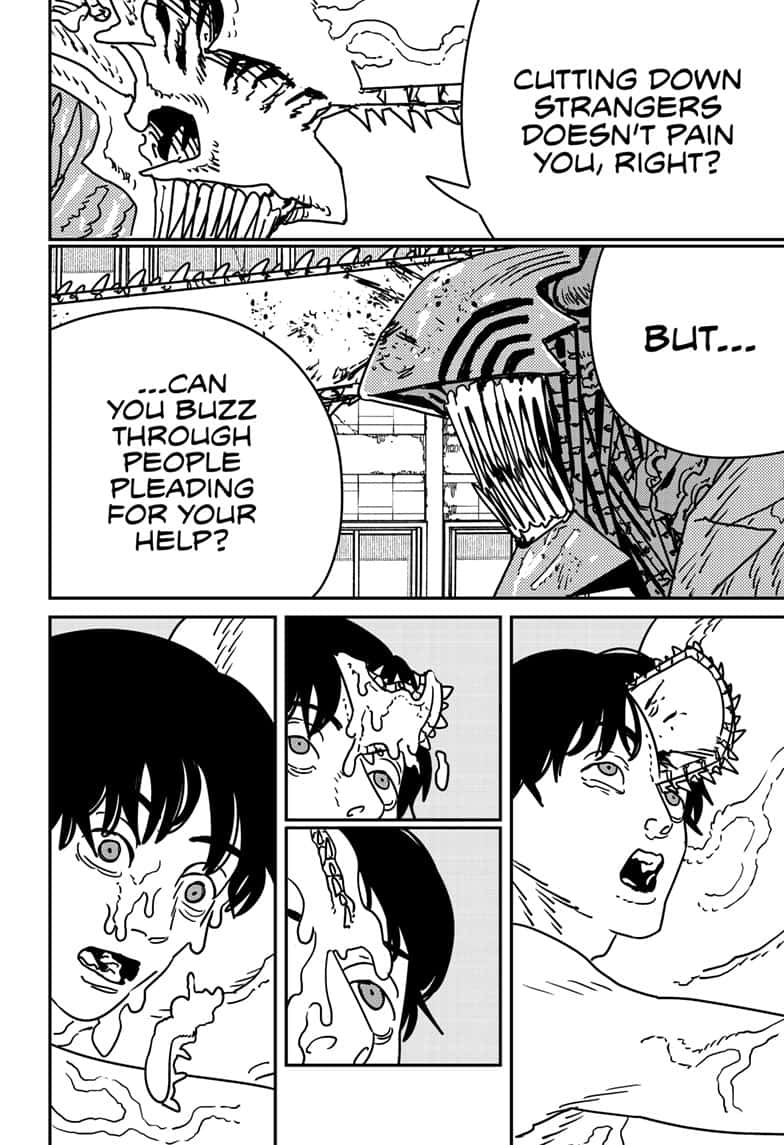 CUTTING DOWN
STRANGERS
DOESN'T PAIN
YOU, RIGHT?
BUT...
...CAN
YOU BUZZ
THROUGH
PEOPLE
PLEADING
FOR YOUR
HELP?